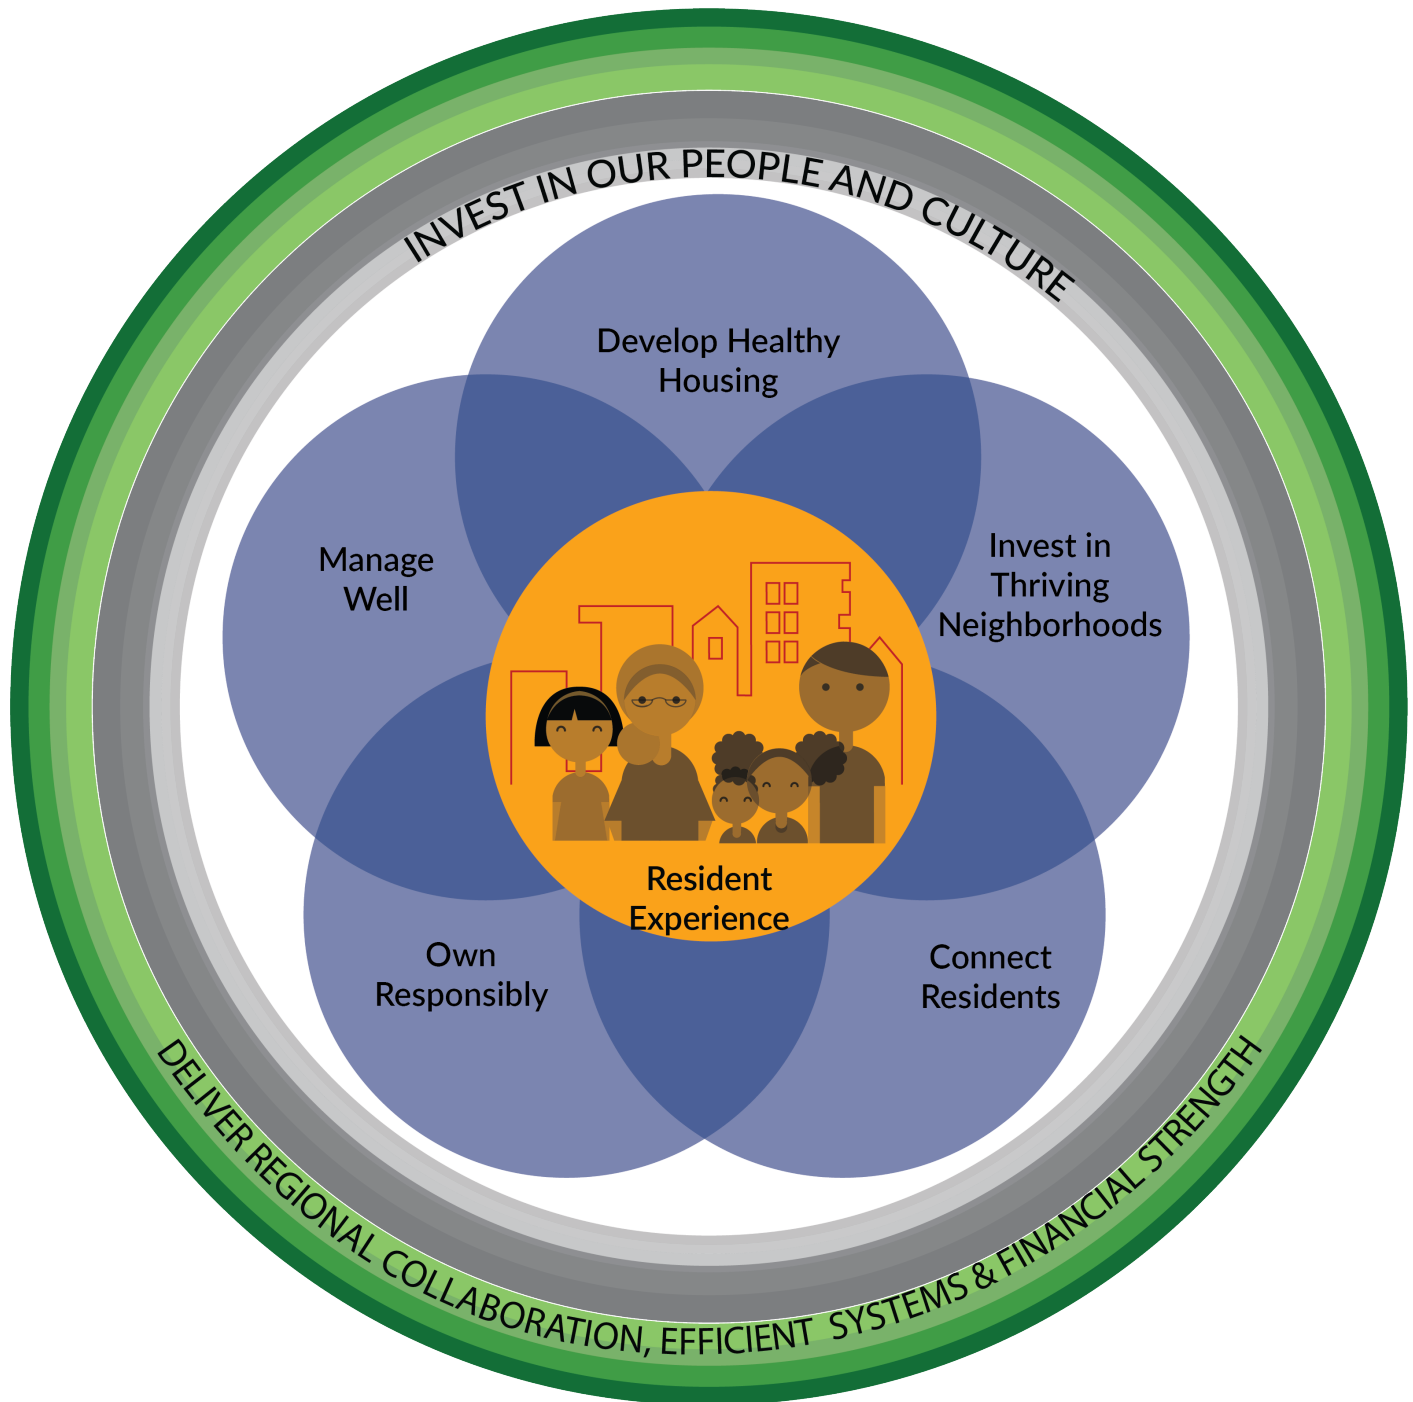 INVEST IN OUR PEOPLE AND CULTURE
Develop Healthy
Housing
Manage
Well
Invest in
Thriving
Neighborhoods
Resident
Experience
Own
Responsibly
Connect
Residents
DELIVER REGIONAL COLLABORATION, EFFICIENT SYSTEMS & FINANCIAL STRENGTH